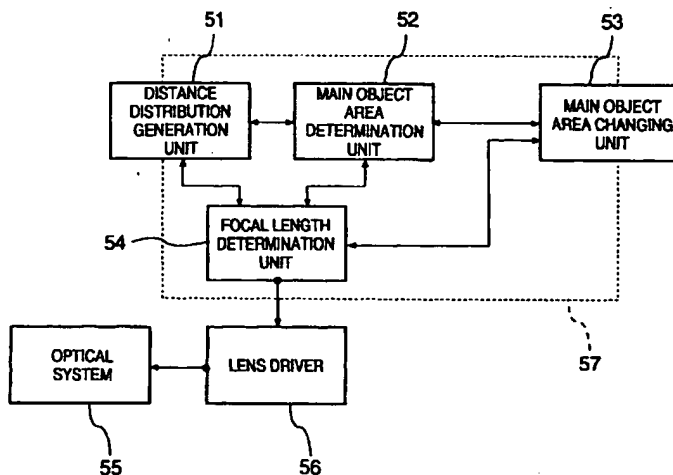 51
52
53
DISTANCE
DISTRIBUTION
GENERATION
UNIT
MAIN OBJECT
AREA
DETERMINATION
UNIT
MAIN OBJECT
AREA CHANGING
UNIT
54
FOCAL LENGTH
DETERMINATION
UNIT
57
OPTICAL
SYSTEM
LENS DRIVER
55
56